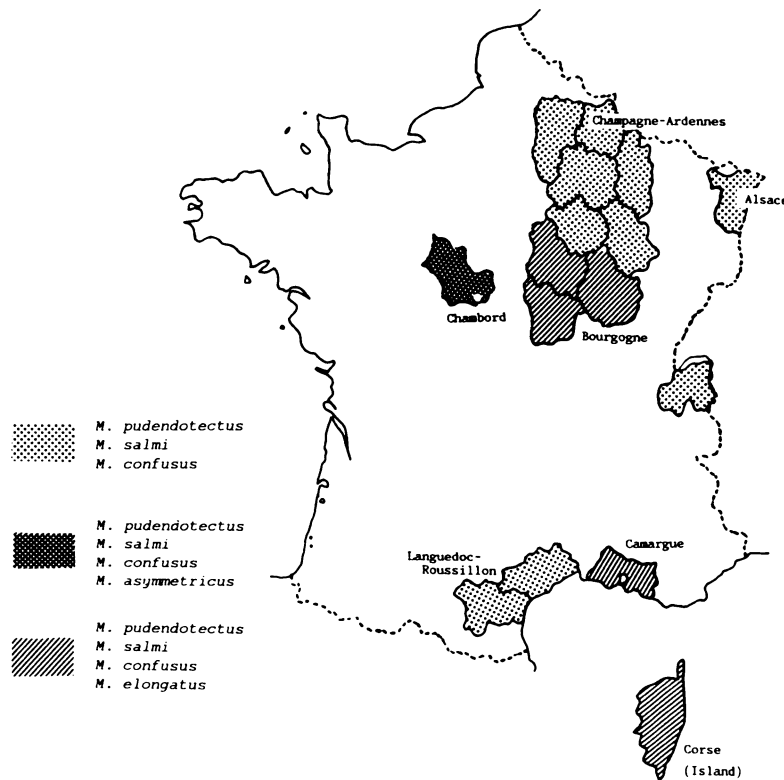 Champagne-Ardennes
Alsace
Chambord
Bourgogne
M. pudendotectus
M. salmi
M. confusus
M. pudendotectus
M. salmi
M. confusus
M. asymmetricus
M. pudendotectus
M. salmi
M. confusus
M. elongatus
Languedoc-
Roussillon
Camargue
Corse
(Island)